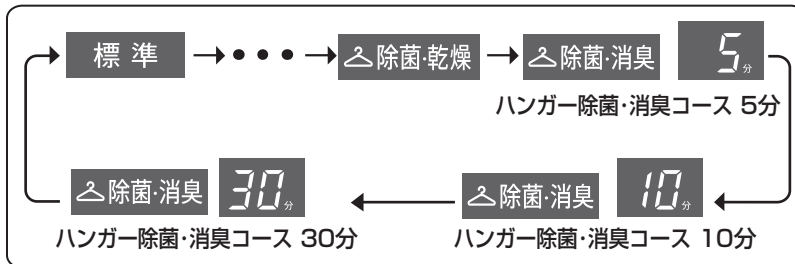 標準 → • • • → 除菌·乾燥 → 除菌·消臭 5分
ハンガー除菌·消臭コース 5分
除菌·消臭 30分 ← 除菌·消臭 10分
ハンガー除菌·消臭コース 30分 ハンガー除菌·消臭コース 10分